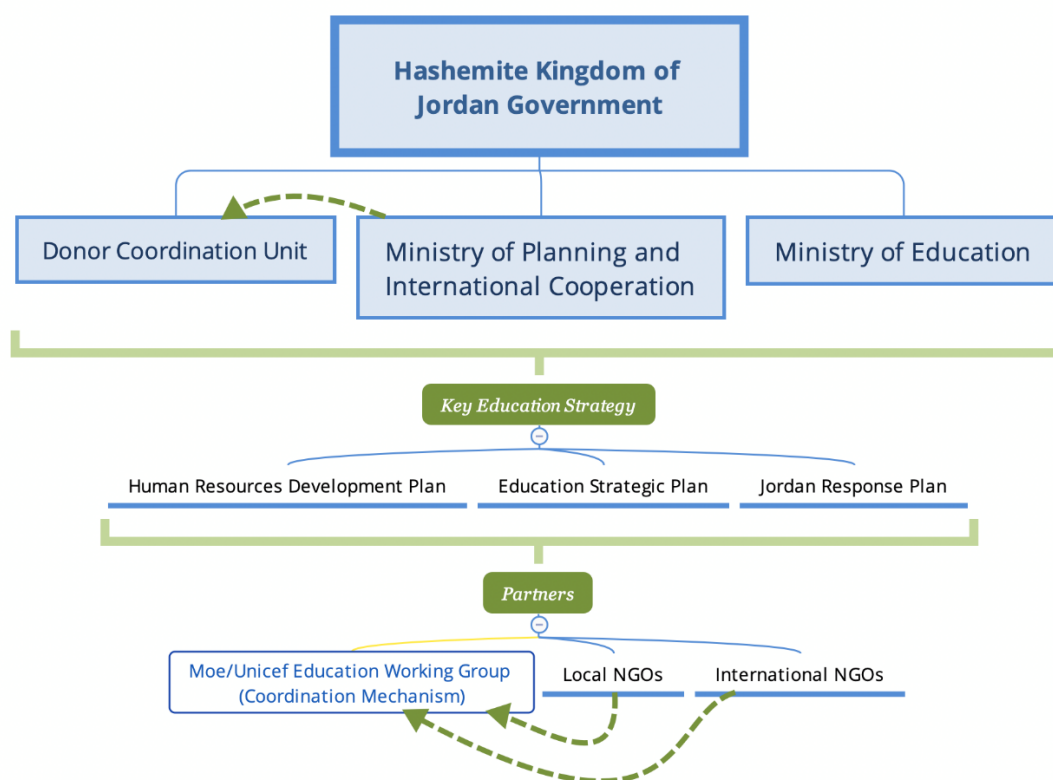 Hashemite Kingdom of
Jordan Government
Donor Coordination Unit
Ministry of Planning and
International Cooperation
Ministry of Education
Key Education Strategy
Human Resources Development Plan
Education Strategic Plan
Jordan Response Plan
Partners
Moe/Unicef Education Working Group
(Coordination Mechanism)
Local NGOs
International NGOs